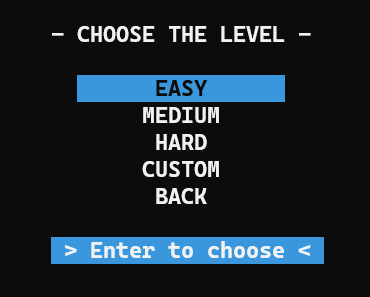 - CHOOSE THE LEVEL -
EASY
MEDIUM
HARD
CUSTOM
BACK
> Enter to choose <